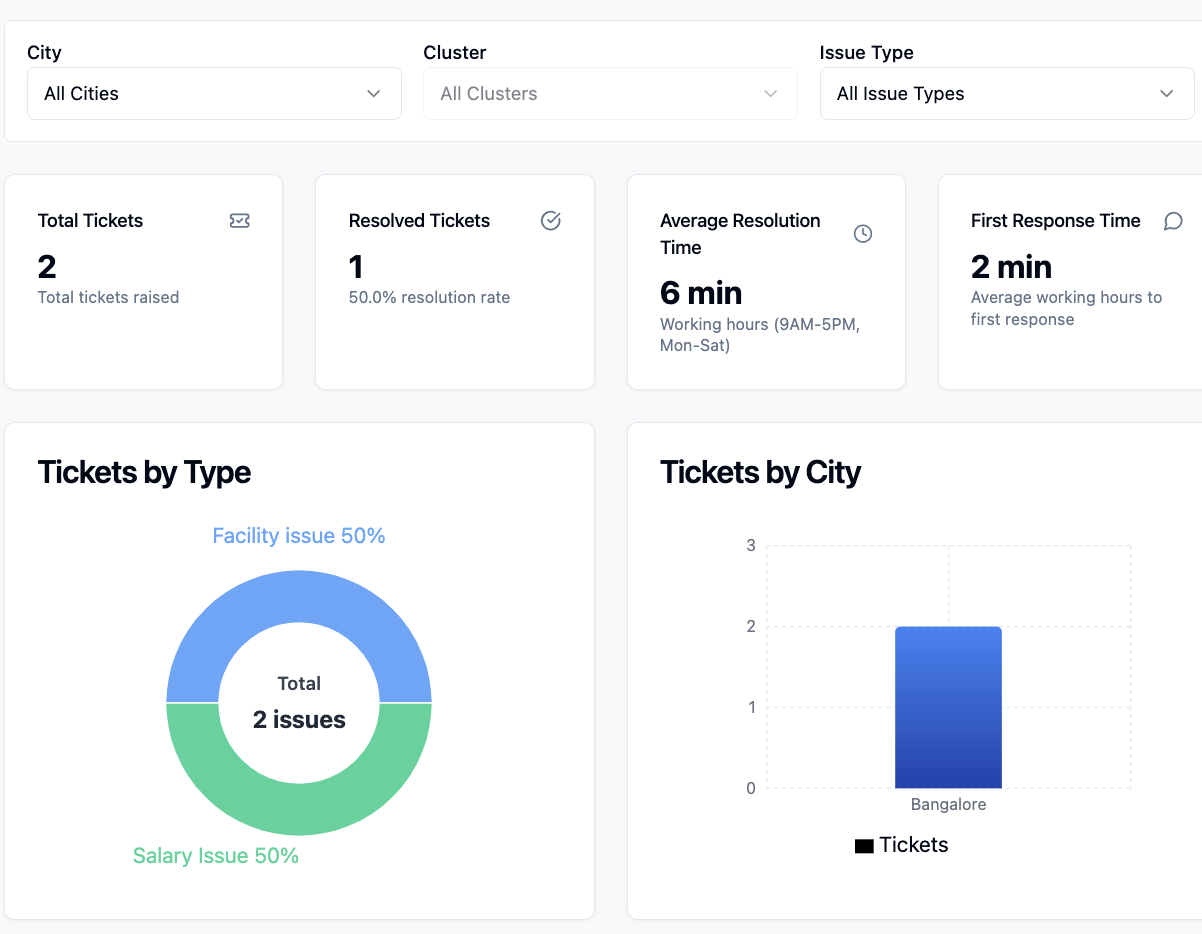 City
Cluster
Issue Type
All Cities
All Clusters
All Issue Types
Total Tickets
2
Total tickets raised
Resolved Tickets
1
50.0% resolution rate
Average Resolution
Time
6 min
Working hours (9AM-5PM,
Mon-Sat)
First Response Time
2 min
Average working hours to
first response
Tickets by Type
Facility issue 50%
Total
2 issues
Salary Issue 50%
Tickets by City
3
2
1
0
Bangalore
Tickets